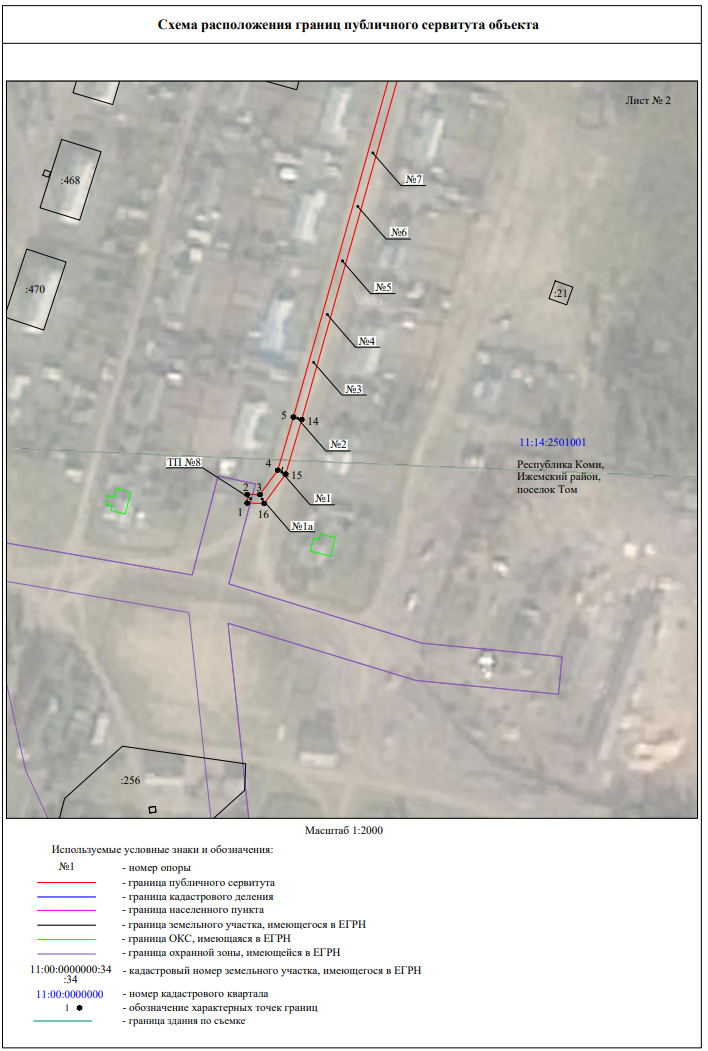 Схема расположения границ публичного сервитута объекта
Лист № 2
:468
№7
№6
:470
№5
:21
Yandex
№4
№3
5
14
№2
11:14:2501001
ТП №8
4
15
Республика Коми,
Ижемский район,
поселок Том
2
3
№1
1
16
№1а
:256
Масштаб 1:2000
Используемые условные знаки и обозначения:
№1 - номер опоры
- граница публичного сервитута
- граница кадастрового деления
- граница населенного пункта
- граница земельного участка, имеющегося в ЕГРН
- граница ОКС, имеющаяся в ЕГРН
- граница охранной зоны, имеющейся в ЕГРН
11:00:0000000:34 - кадастровый номер земельного участка, имеющегося в ЕГРН
:34
11:00:0000000 - номер кадастрового квартала
1 - обозначение характерных точек границ
- граница здания по съемке